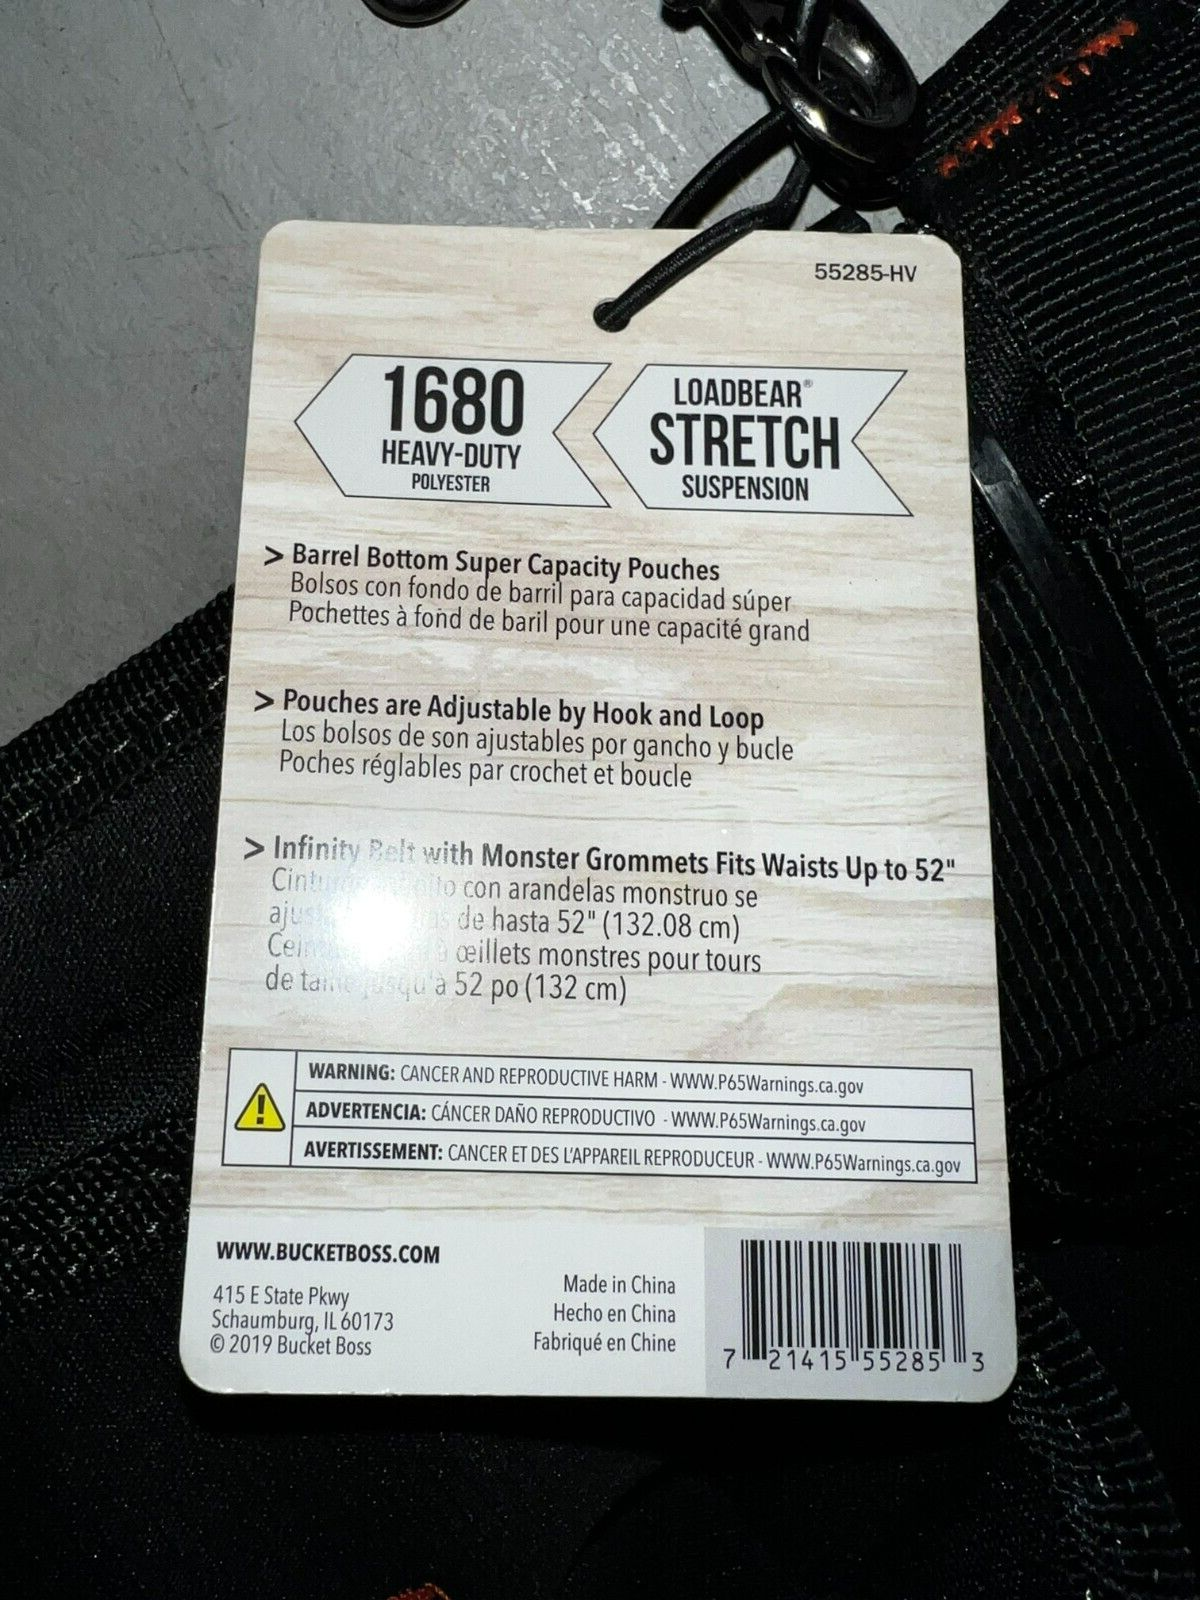 55285-HV
1680
HEAVY-DUTY
POLYESTER
LOADBEAR®
STRETCH
SUSPENSION
> Barrel Bottom Super Capacity Pouches
Bolsos con fondo de barril para capacidad súper
Pochettes à fond de baril pour une capacité grand
> Pouches are Adjustable by Hook and Loop
Los bolsos de son ajustables por gancho y bucle
Poches réglables par crochet et boucle
> Infinity Belt with Monster Grommets Fits Waists Up to 52"
con arandelas monstruo se
de hasta 52" (132.08 cm)
œillets monstres pour tours
de taille jusqu'à 52 po (132 cm)
WARNING: CANCER AND REPRODUCTIVE HARM - WWW.P65Warnings.ca.gov
ADVERTENCIA: CÁNCER DAÑO REPRODUCTIVO - WWW.P65Warnings.ca.gov
AVERTISSEMENT: CANCER ET DES L'APPAREIL REPRODUCEUR - WWW.P65Warnings.ca.gov
WWW.BUCKETBOSS.COM
415 E State Pkwy
Schaumburg, IL 60173
© 2019 Bucket Boss
Made in China
Hecho en China
Fabriqué en Chine
7 21415 55285 3